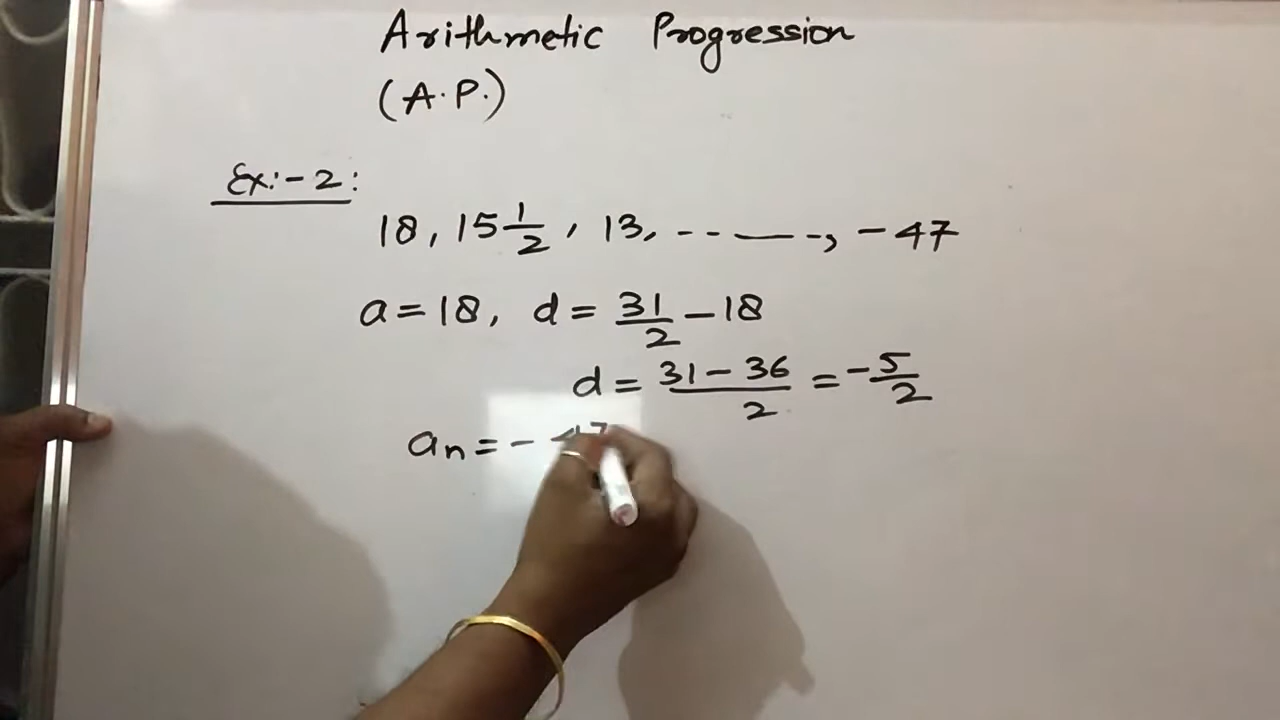 Arithmetic Progression
(A.P.)
Ex:-2:
18, 15 1/2, 13, -- —--, -47
a = 18, d = 31/2 - 18
d = (31 - 36)/2 = -5/2
an = - 47